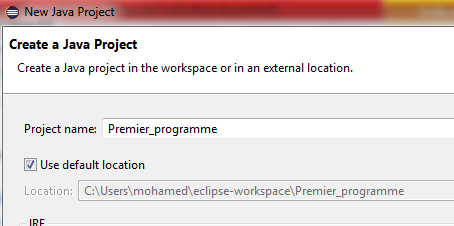 New Java Project
Create a Java Project
Create a Java project in the workspace or in an external location.
Project name: Premier_programme
Use default location
Location: C:\Users\mohamed\eclipse-workspace\Premier_programme
JRE